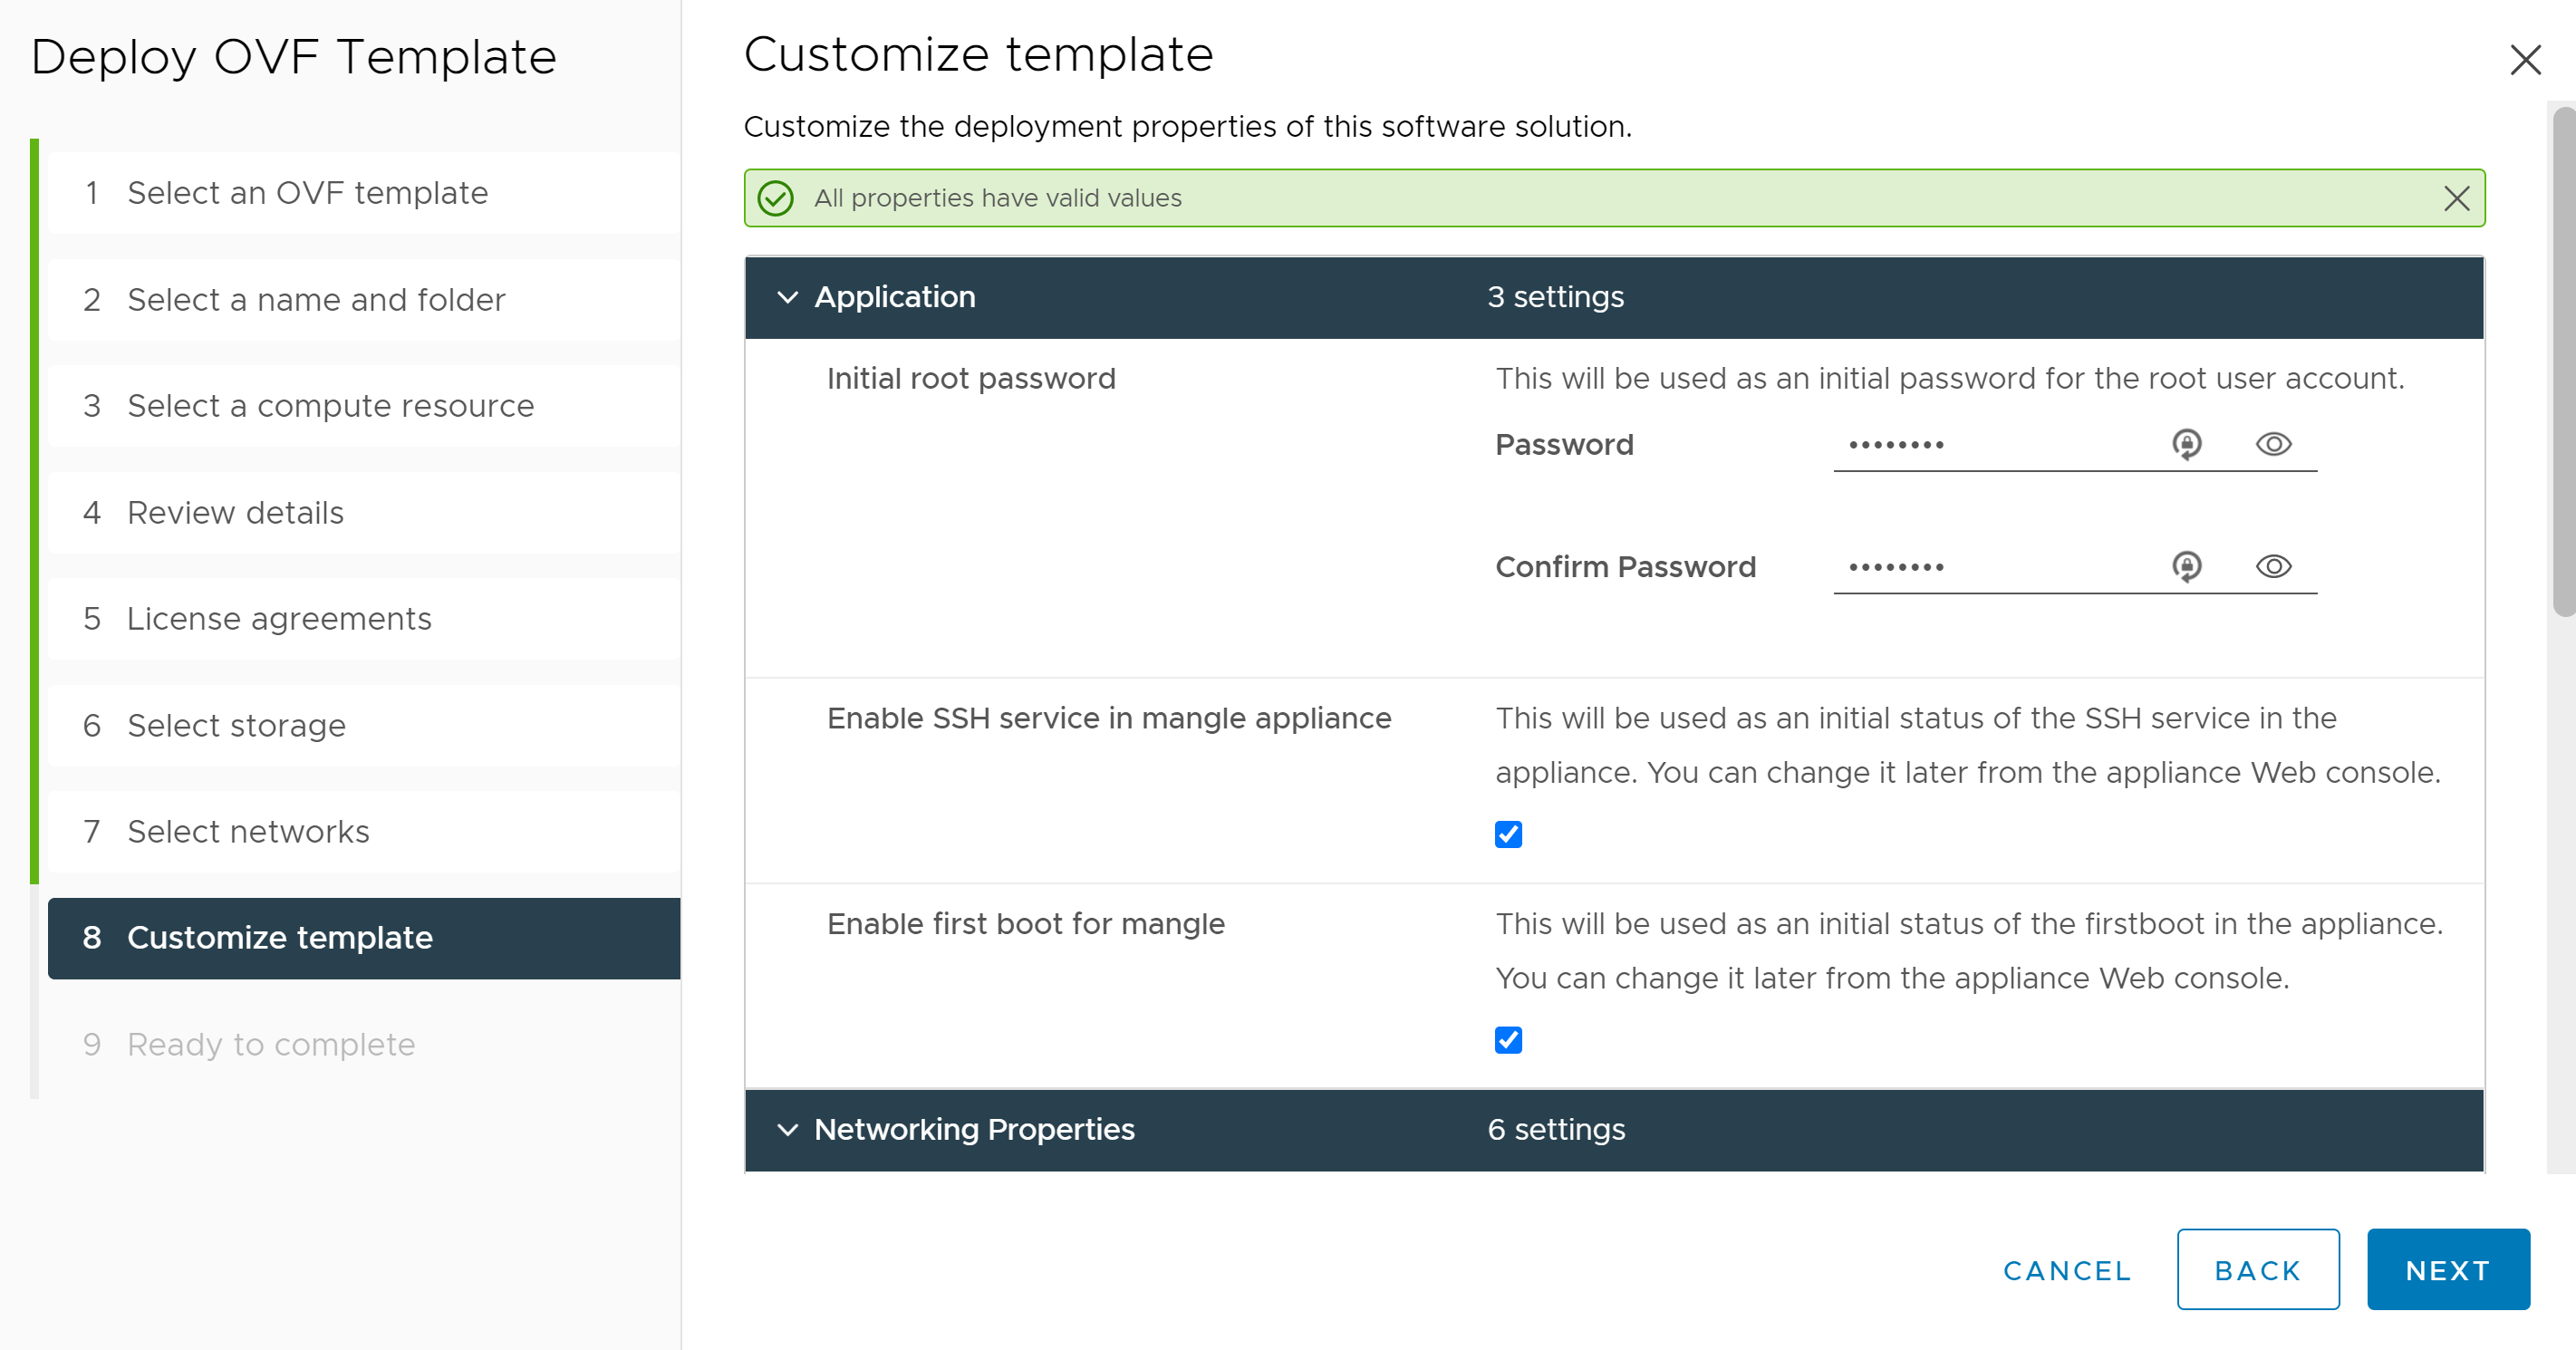 Deploy OVF Template
1 Select an OVF template
2 Select a name and folder
3 Select a compute resource
4 Review details
5 License agreements
6 Select storage
7 Select networks
8 Customize template
9 Ready to complete
Customize template
Customize the deployment properties of this software solution.
All properties have valid values
Application 3 settings
Initial root password
This will be used as an initial password for the root user account.
Password ••••••••
Confirm Password ••••••••
Enable SSH service in mangle appliance
This will be used as an initial status of the SSH service in the
appliance. You can change it later from the appliance Web console.
Enable first boot for mangle
This will be used as an initial status of the firstboot in the appliance.
You can change it later from the appliance Web console.
Networking Properties 6 settings
CANCEL BACK NEXT